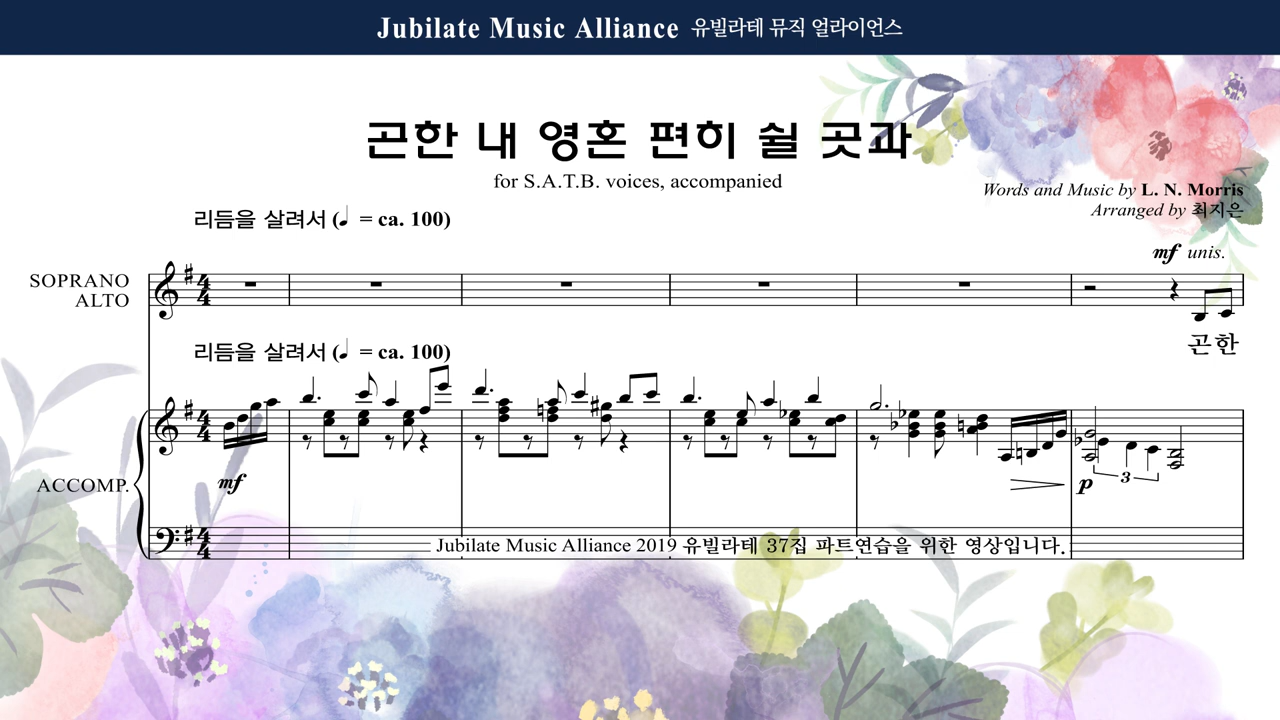 Jubilate Music Alliance 유빌라테 뮤직 얼라이언스
곤한 내 영혼 편히 쉴 곳과
for S.A.T.B. voices, accompanied
Words and Music by L. N. Morris
Arranged by 최지은
리듬을 살려서 (♩ = ca. 100)
mf unis.
SOPRANO
ALTO
곤한
리듬을 살려서 (♩ = ca. 100)
ACCOMP.
mf
3
p
Jubilate Music Alliance 2019 유빌라테 37집 파트연습을 위한 영상입니다.